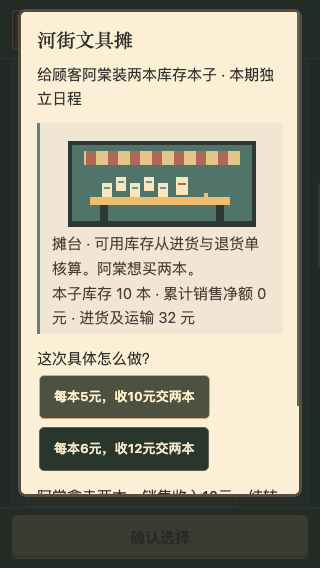 河街文具摊
给顾客阿棠装两本库存本子 · 本期独
立日程
摊台 · 可用库存从进货与退货单
核算。阿棠想买两本。
本子库存 10 本 · 累计销售净额 0
元 · 进货及运输 32 元
这次具体怎么做?
每本5元，收10元交两本
每本6元，收12元交两本
确认选择